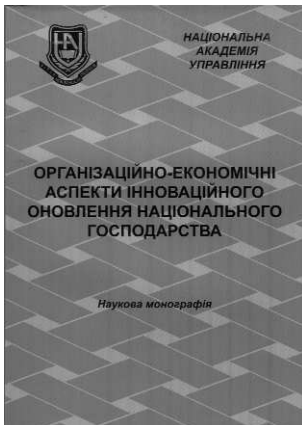 НАЦІОНАЛЬНА
АКАДЕМІЯ
УПРАВЛІННЯ
ОРГАНІЗАЦІЙНО-ЕКОНОМІЧНІ
АСПЕКТИ ІННОВАЦІЙНОГО
ОНОВЛЕННЯ НАЦІОНАЛЬНОГО
ГОСПОДАРСТВА
Наукова монографія